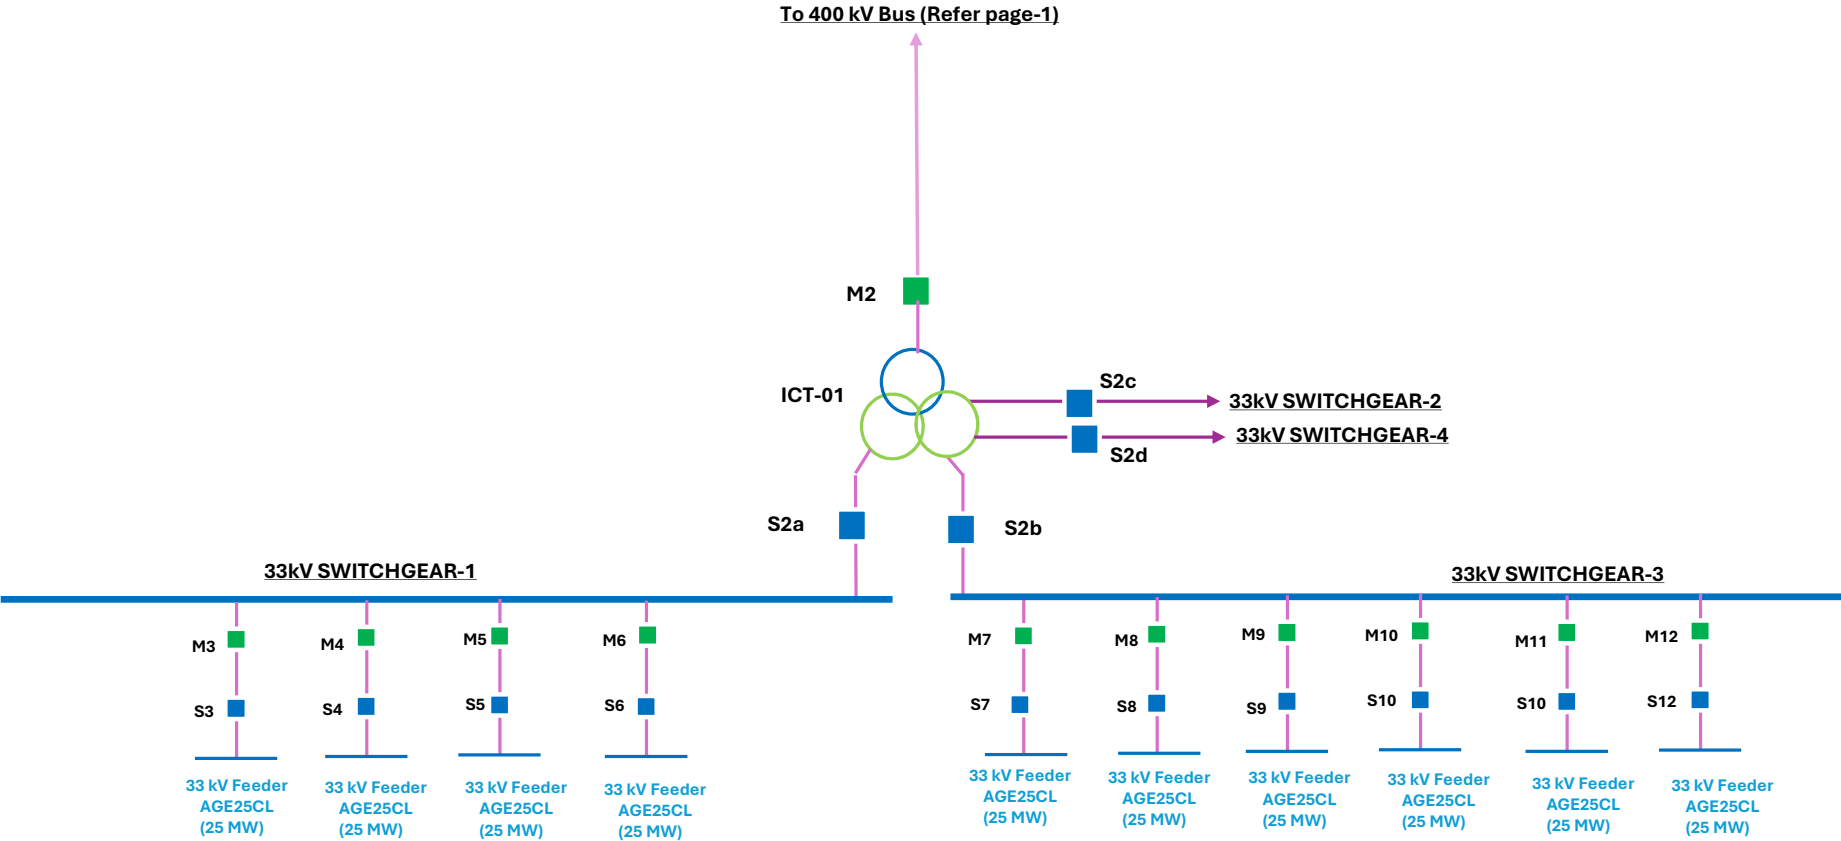 To 400 kV Bus (Refer page-1)
M2
ICT-01
S2c
33kV SWITCHGEAR-2
33kV SWITCHGEAR-4
S2d
S2a
S2b
33kV SWITCHGEAR-1
33kV SWITCHGEAR-3
M3
M4
M5
M6
M7
M8
M9
M10
M11
M12
S3
S4
S5
S6
S7
S8
S9
S10
S10
S12
33 kV Feeder
AGE25CL
(25 MW)
33 kV Feeder
AGE25CL
(25 MW)
33 kV Feeder
AGE25CL
(25 MW)
33 kV Feeder
AGE25CL
(25 MW)
33 kV Feeder
AGE25CL
(25 MW)
33 kV Feeder
AGE25CL
(25 MW)
33 kV Feeder
AGE25CL
(25 MW)
33 kV Feeder
AGE25CL
(25 MW)
33 kV Feeder
AGE25CL
(25 MW)
33 kV Feeder
AGE25CL
(25 MW)